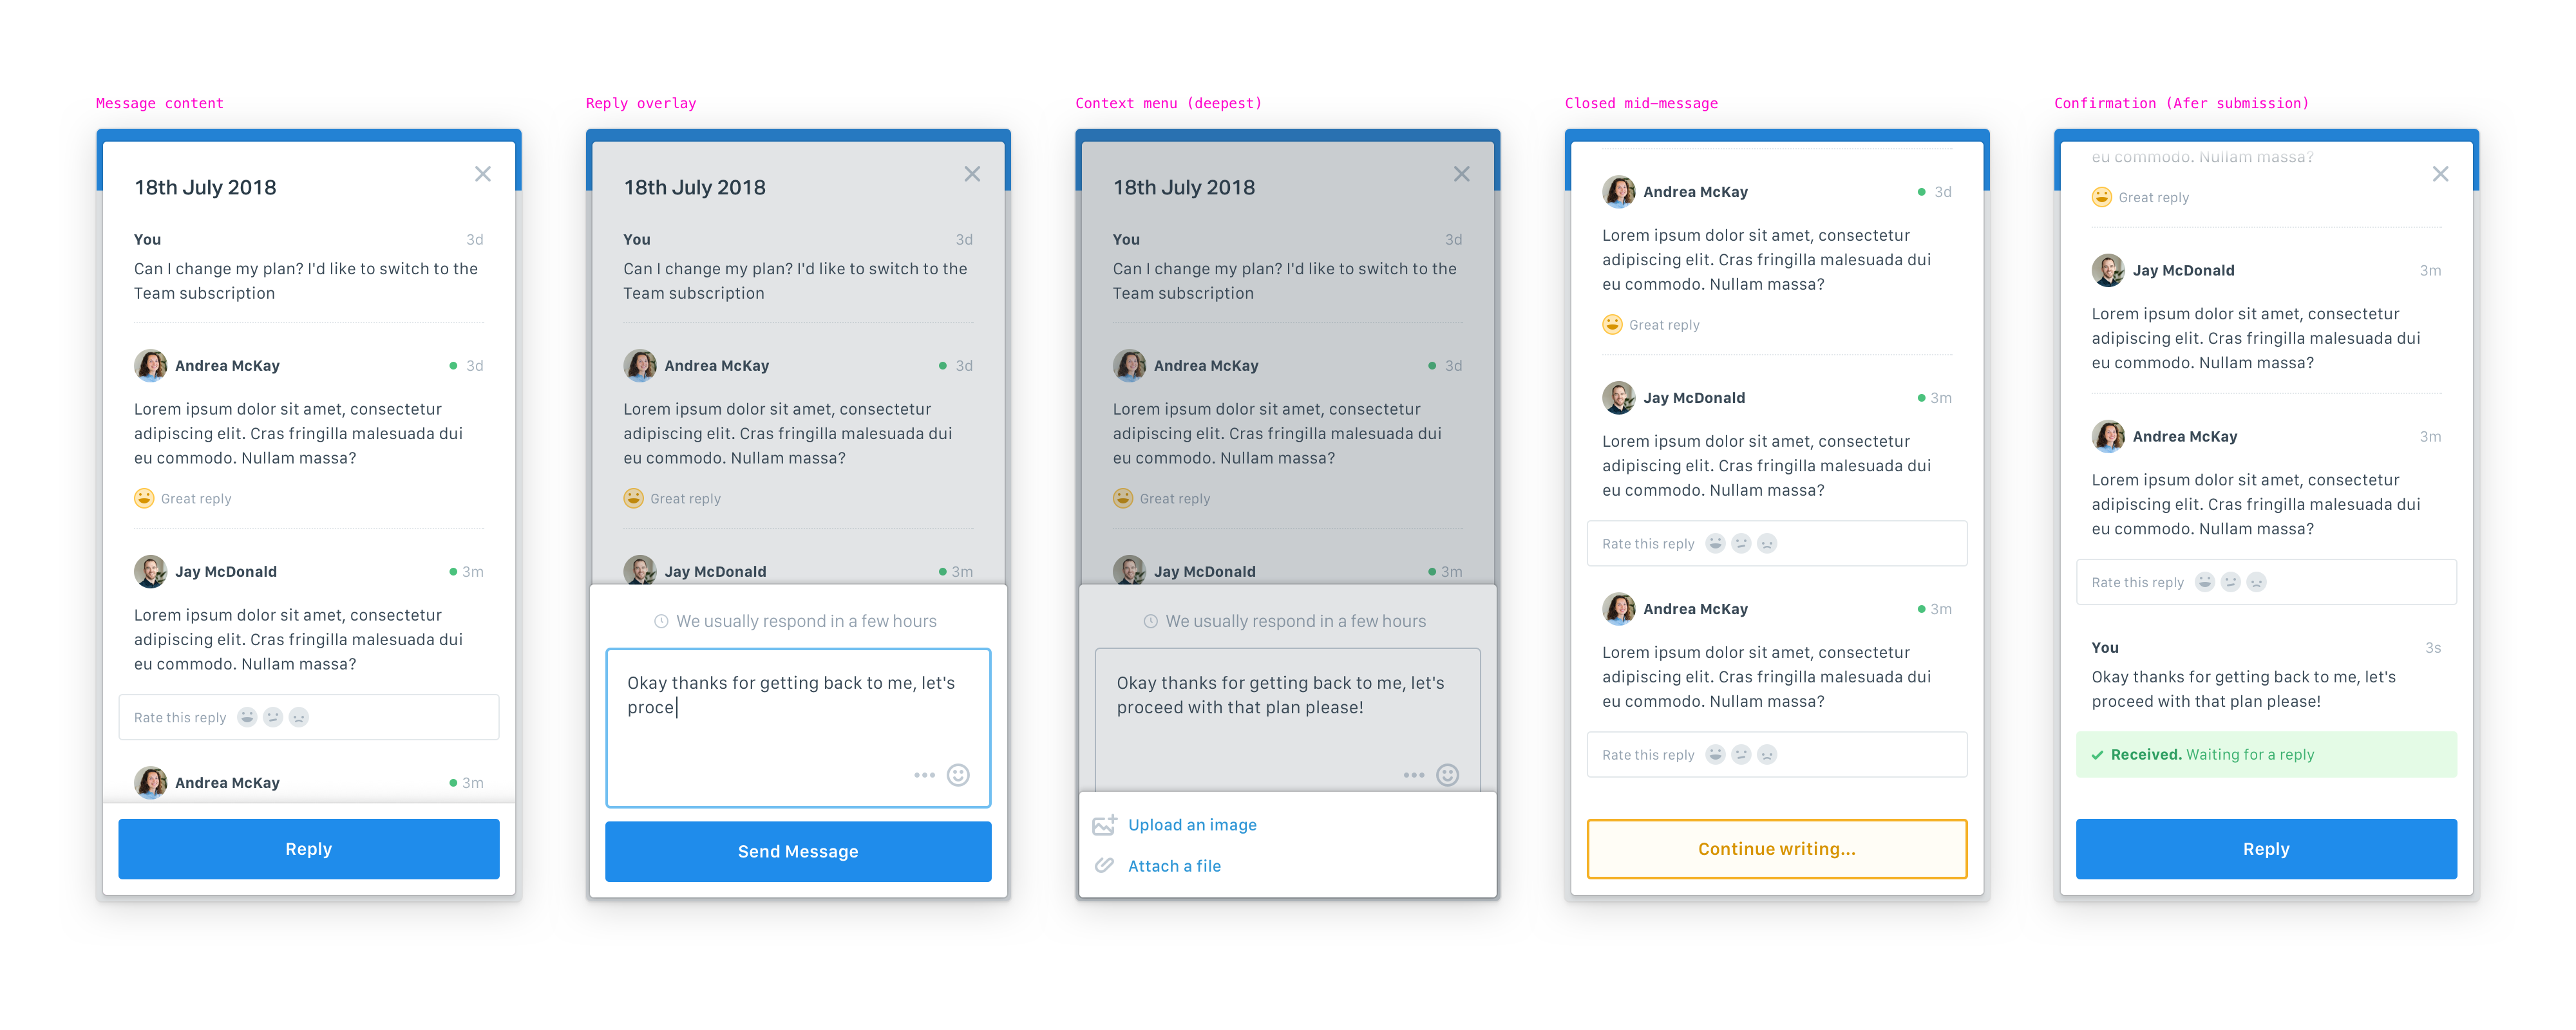 Message content
18th July 2018
You 3d
Can I change my plan? I'd like to switch to the
Team subscription
Andrea McKay 3d
Lorem ipsum dolor sit amet, consectetur
adipiscing elit. Cras fringilla malesuada dui
eu commodo. Nullam massa?
Great reply
Jay McDonald 3m
Lorem ipsum dolor sit amet, consectetur
adipiscing elit. Cras fringilla malesuada dui
eu commodo. Nullam massa?
Rate this reply
Andrea McKay 3m
Reply
Reply overlay
18th July 2018
You 3d
Can I change my plan? I'd like to switch to the
Team subscription
Andrea McKay 3d
Lorem ipsum dolor sit amet, consectetur
adipiscing elit. Cras fringilla malesuada dui
eu commodo. Nullam massa?
Great reply
Jay McDonald 3m
We usually respond in a few hours
Okay thanks for getting back to me, let's
proce
Send Message
Context menu (deepest)
18th July 2018
You 3d
Can I change my plan? I'd like to switch to the
Team subscription
Andrea McKay 3d
Lorem ipsum dolor sit amet, consectetur
adipiscing elit. Cras fringilla malesuada dui
eu commodo. Nullam massa?
Great reply
Jay McDonald 3m
We usually respond in a few hours
Okay thanks for getting back to me, let's
proceed with that plan please!
Upload an image
Attach a file
Closed mid-message
Andrea McKay 3d
Lorem ipsum dolor sit amet, consectetur
adipiscing elit. Cras fringilla malesuada dui
eu commodo. Nullam massa?
Great reply
Jay McDonald 3m
Lorem ipsum dolor sit amet, consectetur
adipiscing elit. Cras fringilla malesuada dui
eu commodo. Nullam massa?
Rate this reply
Andrea McKay 3m
Lorem ipsum dolor sit amet, consectetur
adipiscing elit. Cras fringilla malesuada dui
eu commodo. Nullam massa?
Rate this reply
Continue writing...
Confirmation (Afer submission)
eu commodo. Nullam massa?
Great reply
Jay McDonald 3m
Lorem ipsum dolor sit amet, consectetur
adipiscing elit. Cras fringilla malesuada dui
eu commodo. Nullam massa?
Andrea McKay 3m
Lorem ipsum dolor sit amet, consectetur
adipiscing elit. Cras fringilla malesuada dui
eu commodo. Nullam massa?
Rate this reply
You 3s
Okay thanks for getting back to me, let's
proceed with that plan please!
Received. Waiting for a reply
Reply